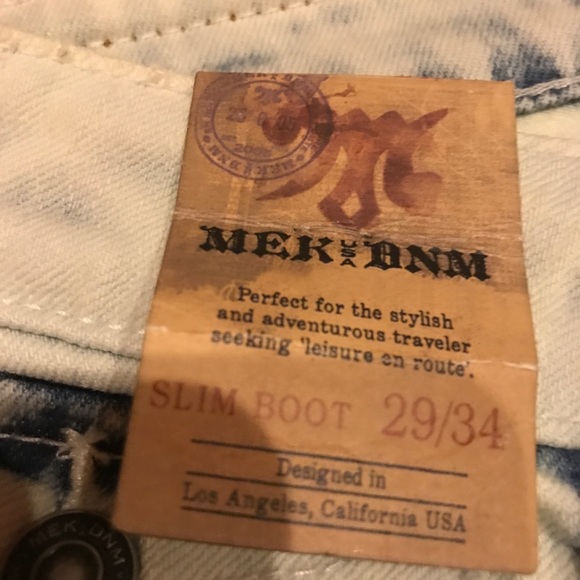 MEK USA DNM
Perfect for the stylish
and adventurous traveler
seeking 'leisure en route'.
SLIM BOOT 29/34
Designed in
Los Angeles, California USA
MEK.DNM